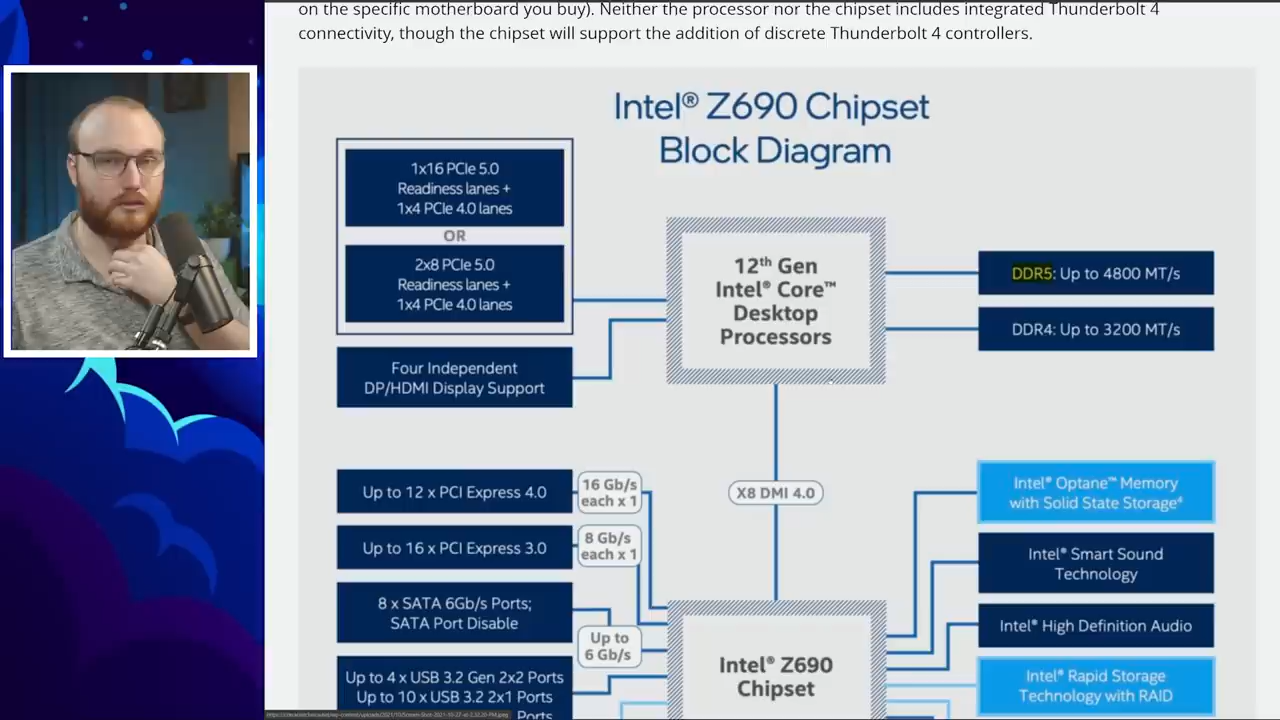 on the specific motherboard you buy). Neither the processor nor the chipset includes integrated Thunderbolt 4
connectivity, though the chipset will support the addition of discrete Thunderbolt 4 controllers.
Intel® Z690 Chipset
Block Diagram
1x16 PCIe 5.0
Readiness lanes +
1x4 PCIe 4.0 lanes
OR
2x8 PCIe 5.0
Readiness lanes +
1x4 PCIe 4.0 lanes
Four Independent
DP/HDMI Display Support
12th Gen
Intel® Core™
Desktop
Processors
DDR5: Up to 4800 MT/s
DDR4: Up to 3200 MT/s
X8 DMI 4.0
Up to 12 x PCI Express 4.0
16 Gb/s
each x 1
Up to 16 x PCI Express 3.0
8 Gb/s
each x 1
8 x SATA 6Gb/s Ports;
SATA Port Disable
Up to
6 Gb/s
Up to 4 x USB 3.2 Gen 2x2 Ports
Up to 10 x USB 3.2 2x1 Ports
Ports
Intel® Z690
Chipset
Intel® Optane™ Memory
with Solid State Storage⁴
Intel® Smart Sound
Technology
Intel® High Definition Audio
Intel® Rapid Storage
Technology with RAID